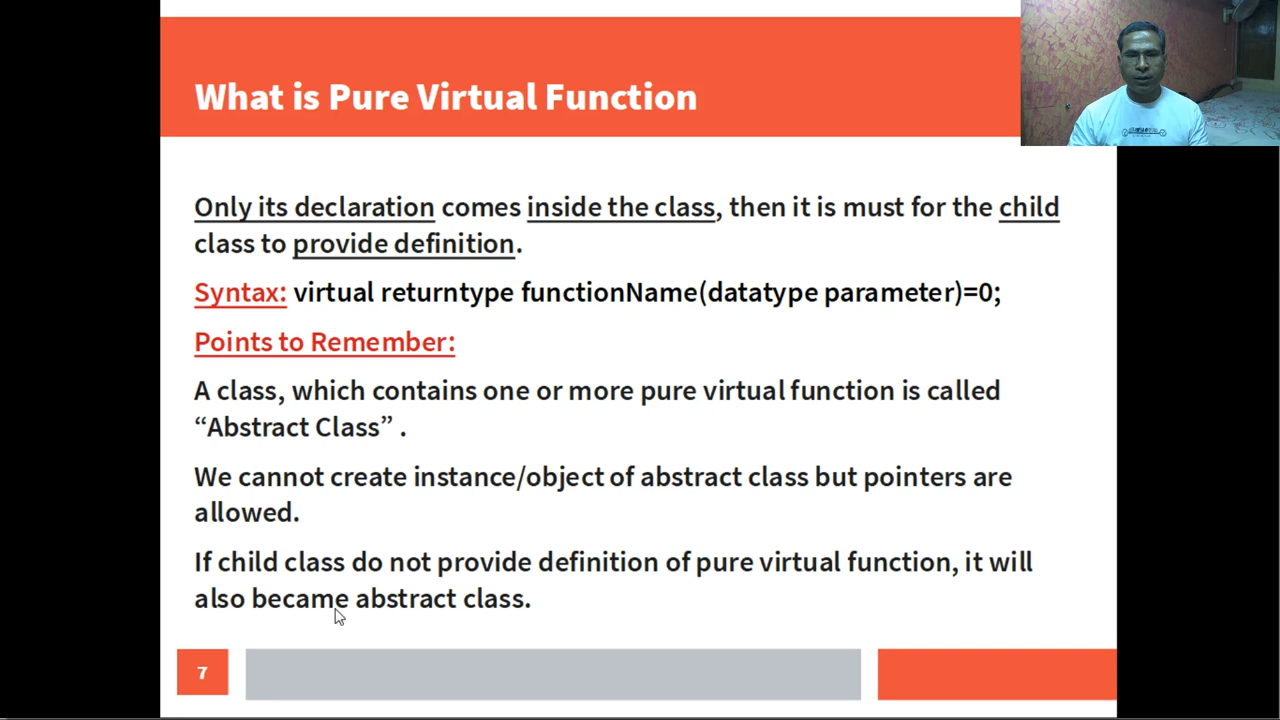 What is Pure Virtual Function
Only its declaration comes inside the class, then it is must for the child
class to provide definition.
Syntax: virtual returntype functionName(datatype parameter)=0;
Points to Remember:
A class, which contains one or more pure virtual function is called
“Abstract Class” .
We cannot create instance/object of abstract class but pointers are
allowed.
If child class do not provide definition of pure virtual function, it will
also became abstract class.
7